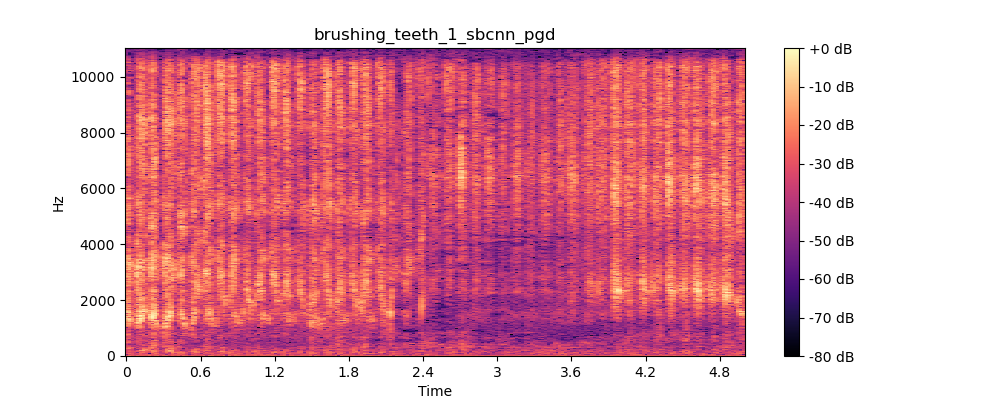 brushing_teeth_1_sbcnn_pgd
Hz
10000
8000
6000
4000
2000
0
0 0.6 1.2 1.8 2.4 3 3.6 4.2 4.8
Time
+0 dB
-10 dB
-20 dB
-30 dB
-40 dB
-50 dB
-60 dB
-70 dB
-80 dB